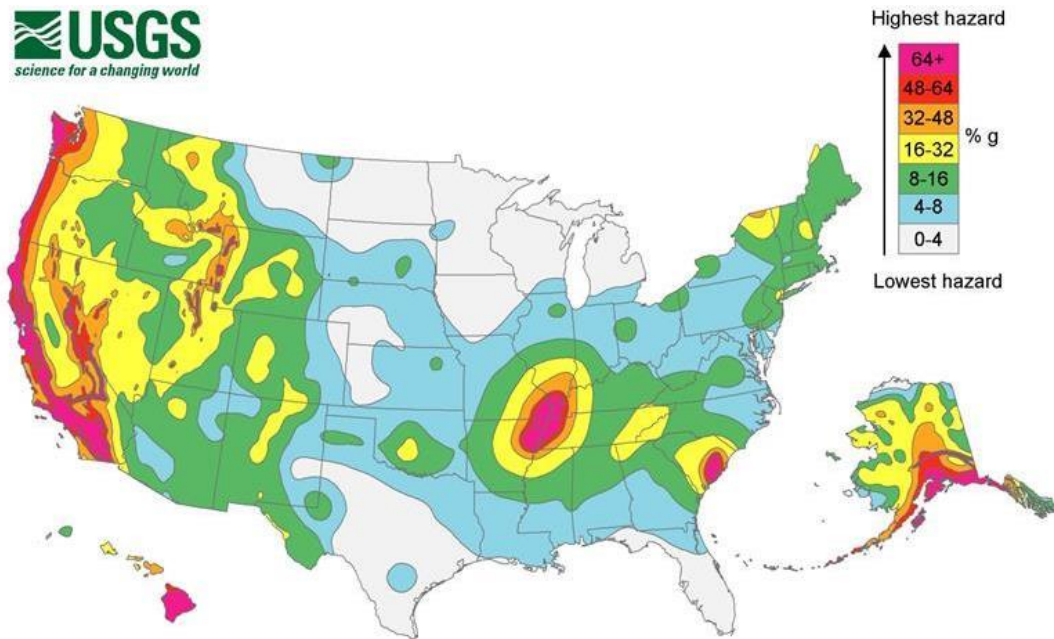 USGS
science for a changing world
Highest hazard
64+
48-64
32-48
16-32
8-16
4-8
0-4
% g
Lowest hazard